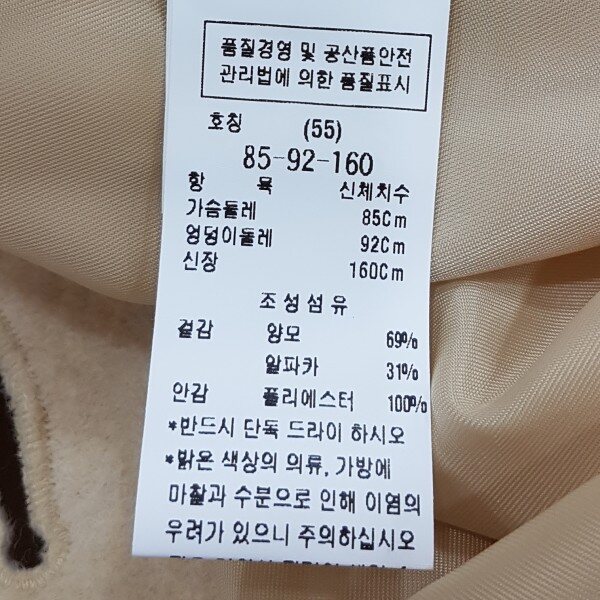 품질경영 및 공산품안전
관리법에 의한 품질표시
호칭 (55)
85-92-160
항 목 신체치수
가슴둘레 85Cm
엉덩이둘레 92Cm
신장 160Cm
조성섬유
겉감 양모 69%
알파카 31%
안감 폴리에스터 100%
*반드시 단독 드라이 하시오
*밝은 색상의 의류, 가방에
마찰과 수분으로 인해 이염의
우려가 있으니 주의하십시오